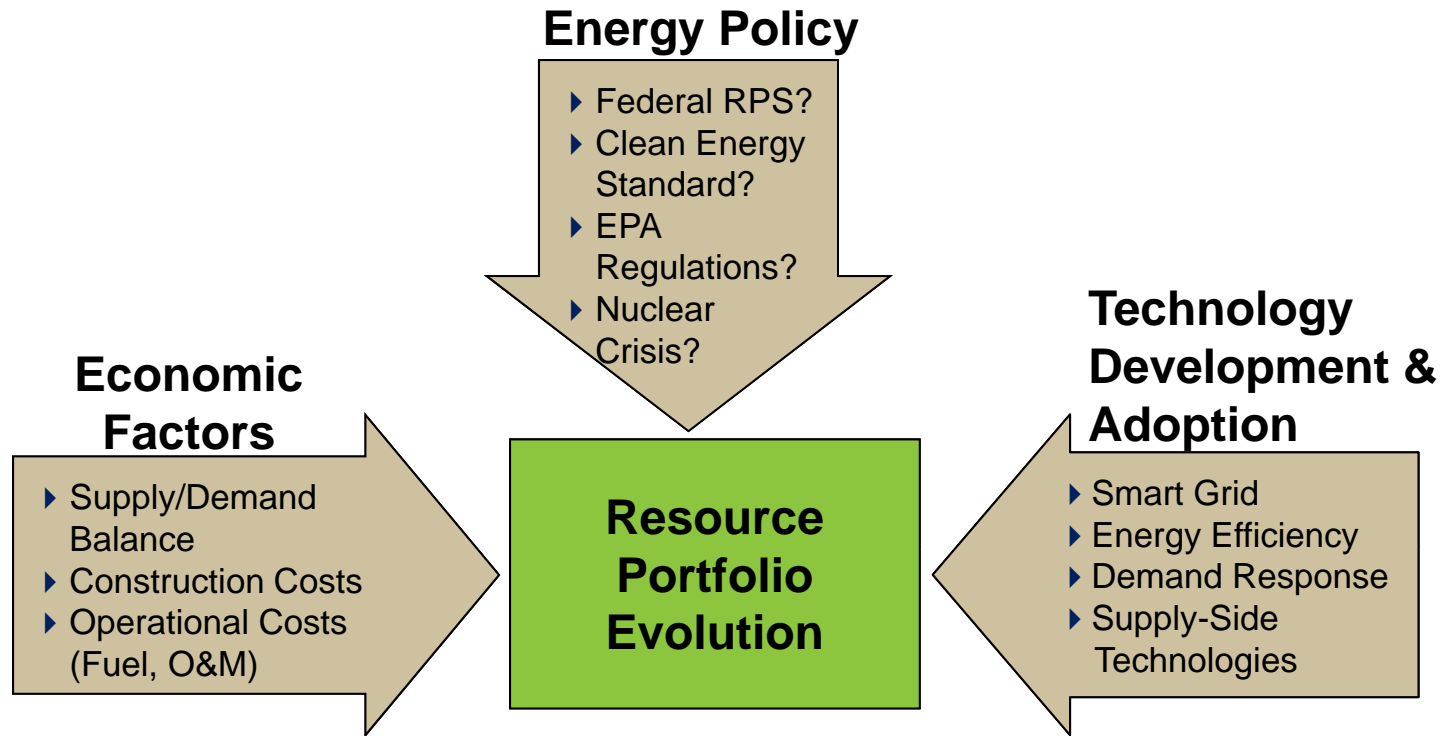 Energy Policy
Federal RPS?
Clean Energy
Standard?
EPA
Regulations?
Nuclear
Crisis?
Economic
Factors
Supply/Demand
Balance
Construction Costs
Operational Costs
(Fuel, O&M)
Resource
Portfolio
Evolution
Technology
Development &
Adoption
Smart Grid
Energy Efficiency
Demand Response
Supply-Side
Technologies